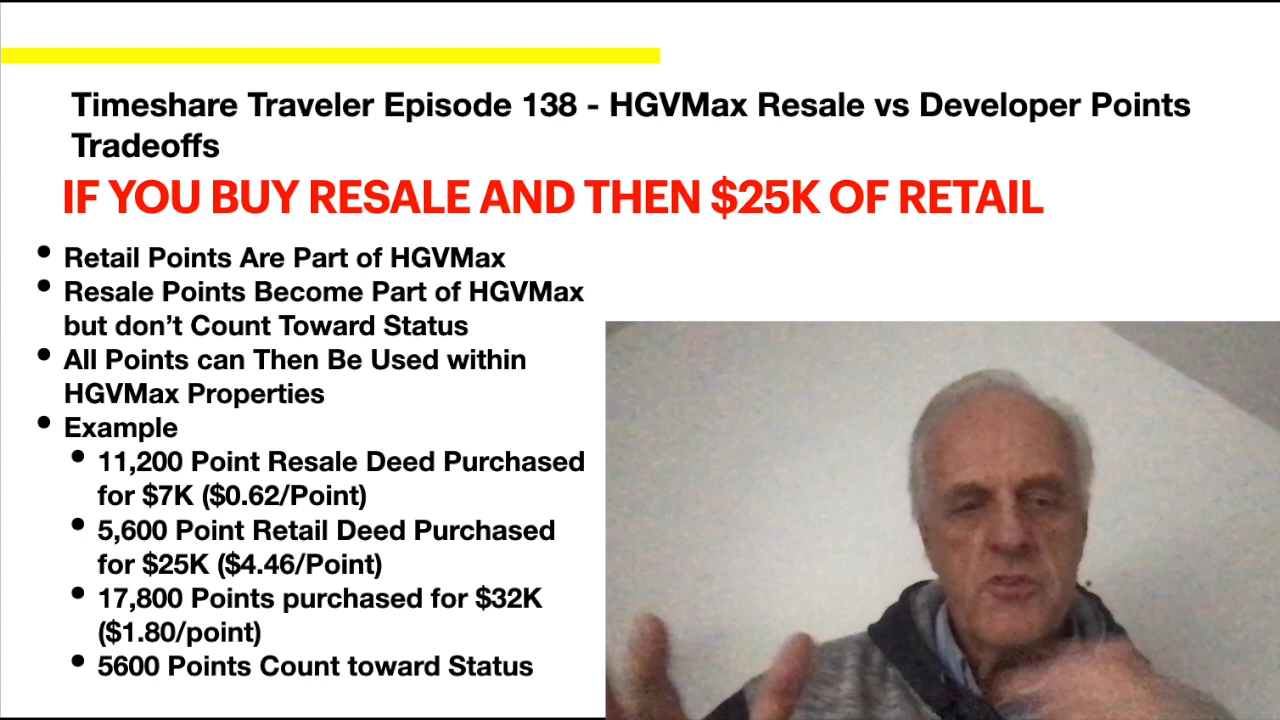 Timeshare Traveler Episode 138 - HGVMax Resale vs Developer Points
Tradeoffs
IF YOU BUY RESALE AND THEN $25K OF RETAIL
• Retail Points Are Part of HGVMax
• Resale Points Become Part of HGVMax
but don’t Count Toward Status
• All Points can Then Be Used within
HGVMax Properties
• Example
• 11,200 Point Resale Deed Purchased
for $7K ($0.62/Point)
• 5,600 Point Retail Deed Purchased
for $25K ($4.46/Point)
• 17,800 Points purchased for $32K
($1.80/point)
• 5600 Points Count toward Status